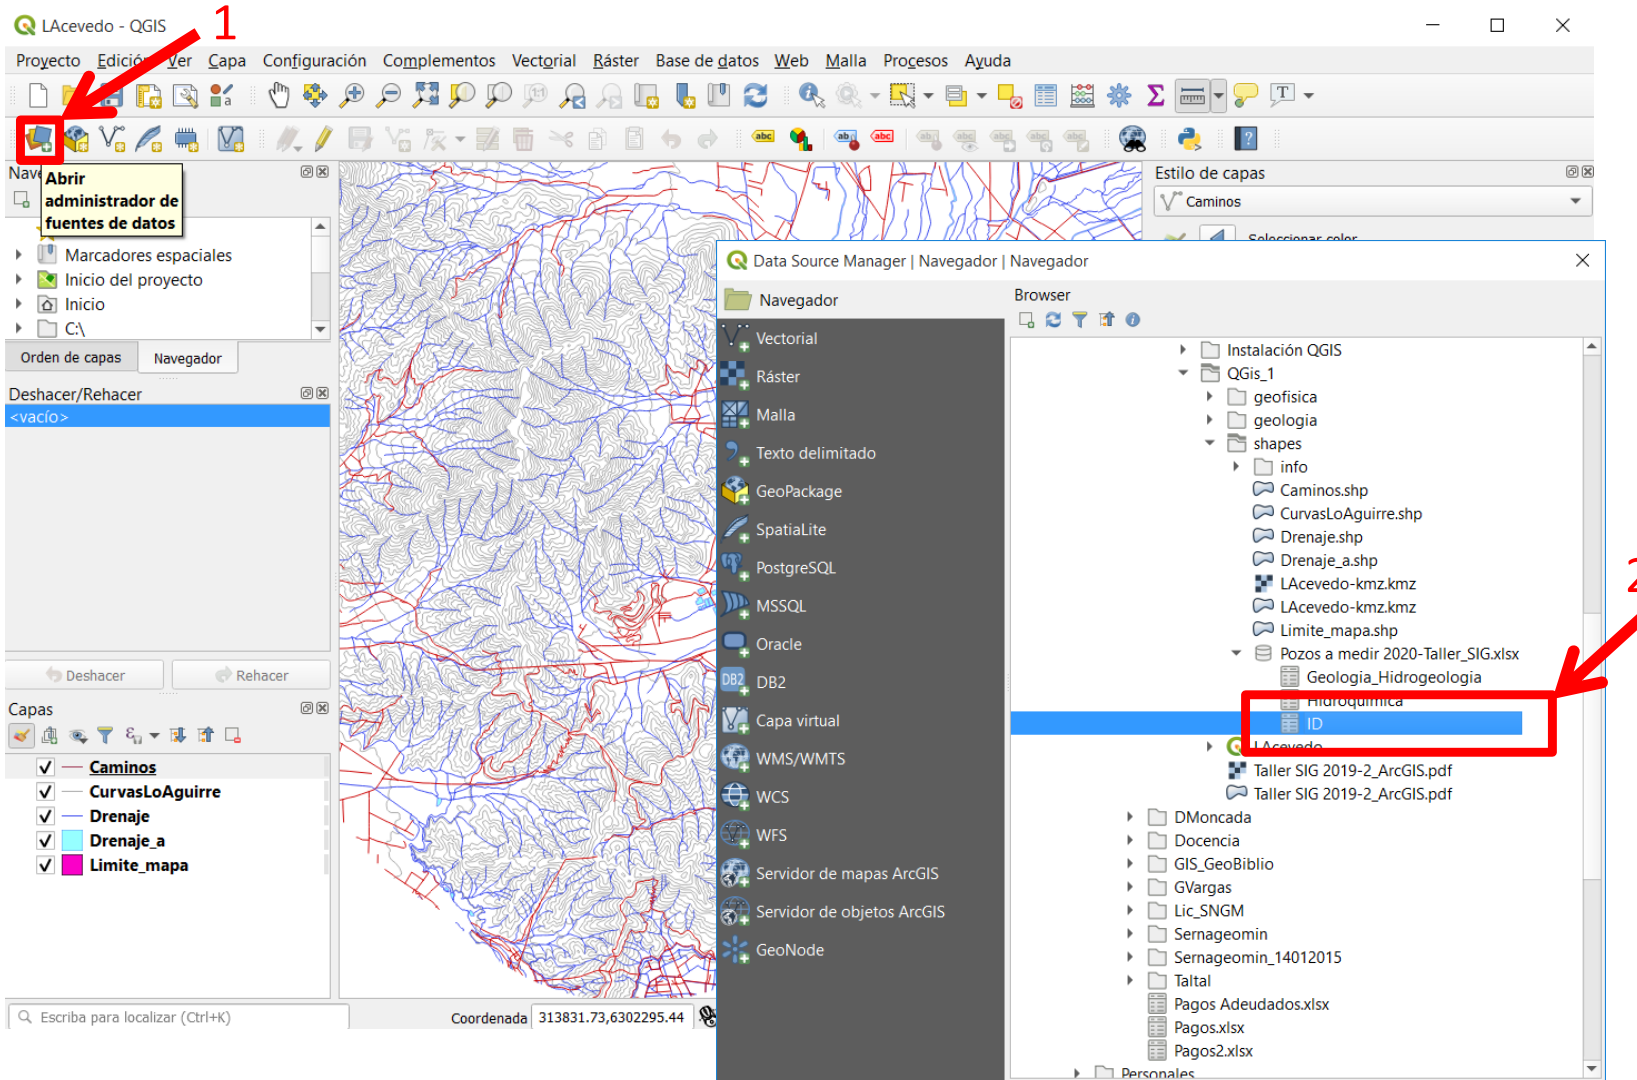 LAcevedo - QGIS
1
Proyecto Edición Ver Capa Configuración Complementos Vectorial Ráster Base de datos Web Malla Procesos Ayuda
Abrir
administrador de
fuentes de datos
Marcadores espaciales
Inicio del proyecto
Inicio
C:\
Orden de capas Navegador
Deshacer/Rehacer
<vacío>
Deshacer Rehacer
Capas
Caminos
CurvasLoAguirre
Drenaje
Drenaje_a
Limite_mapa
Escriba para localizar (Ctrl+K)
Coordenada 313831.73,6302295.44
Estilo de capas
Caminos
Seleccionar color
Data Source Manager | Navegador | Navegador
Navegador
Vectorial
Ráster
Malla
Texto delimitado
GeoPackage
SpatiaLite
PostgreSQL
MSSQL
Oracle
DB2
Capa virtual
WMS/WMTS
WCS
WFS
Servidor de mapas ArcGIS
Servidor de objetos ArcGIS
GeoNode
Browser
Instalación QGIS
QGis_1
geofisica
geologia
shapes
info
Caminos.shp
CurvasLoAguirre.shp
Drenaje.shp
Drenaje_a.shp
LAcevedo-kmz.kmz
LAcevedo-kmz.kmz
Limite_mapa.shp
Pozos a medir 2020-Taller_SIG.xlsx
Geologia_Hidrogeologia
Hidroquimica
ID
LAcevedo
Taller SIG 2019-2_ArcGIS.pdf
Taller SIG 2019-2_ArcGIS.pdf
DMoncada
Docencia
GIS_GeoBiblio
GVargas
Lic_SNGM
Sernageomin
Sernageomin_14012015
Taltal
Pagos Adeudados.xlsx
Pagos.xlsx
Pagos2.xlsx
Personales
2